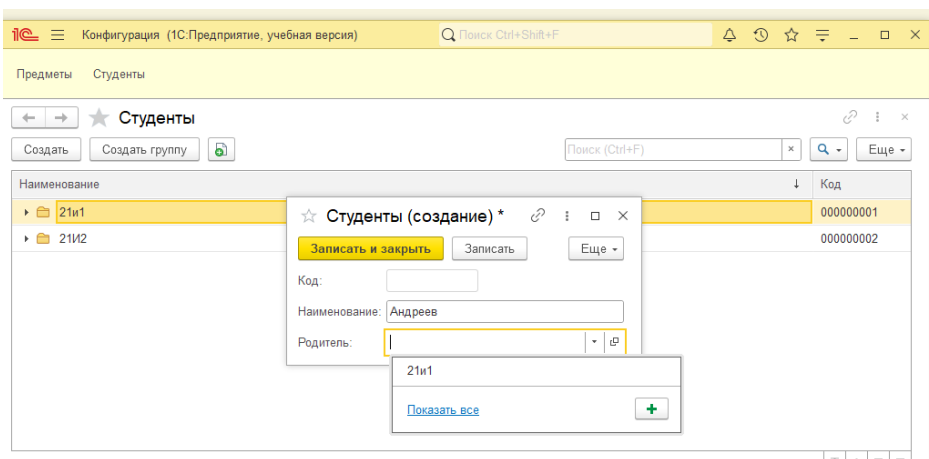 1С Конфигурация (1С:Предприятие, учебная версия) Поиск Ctrl+Shift+F
Предметы Студенты
Студенты
Создать Создать группу Поиск (Ctrl+F) × Еще
Наименование ↓ Код
21и1 000000001
21И2 000000002
Студенты (создание) *
Записать и закрыть Записать Еще
Код:
Наименование: Андреев
Родитель:
21и1
Показать все